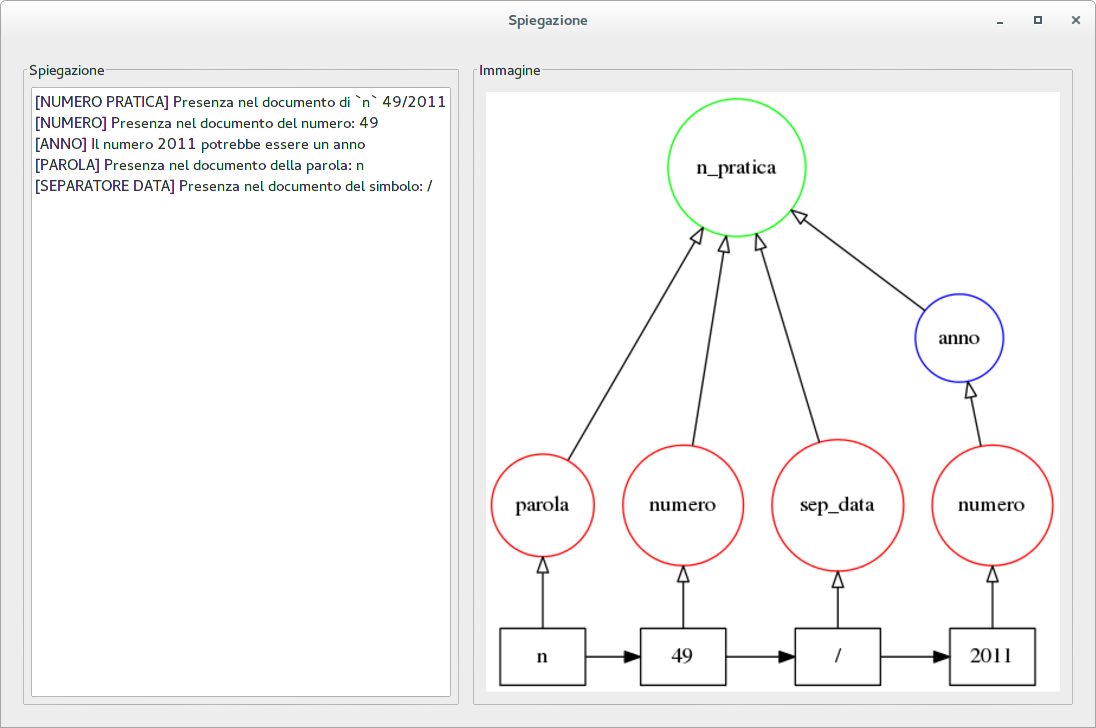 Spiegazione
Spiegazione
[NUMERO PRATICA] Presenza nel documento di `n` 49/2011
[NUMERO] Presenza nel documento del numero: 49
[ANNO] Il numero 2011 potrebbe essere un anno
[PAROLA] Presenza nel documento della parola: n
[SEPARATORE DATA] Presenza nel documento del simbolo: /
Immagine
n_pratica
anno
parola numero sep_data numero
n 49 / 2011